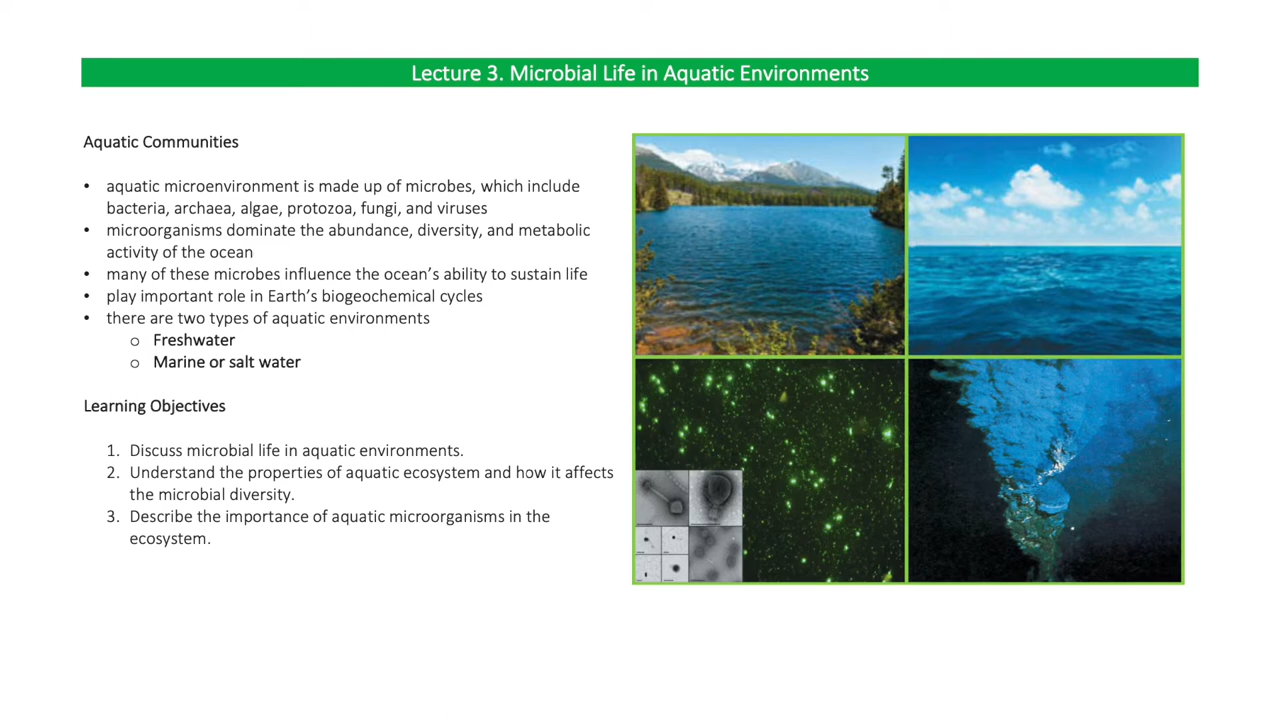 Lecture 3. Microbial Life in Aquatic Environments
Aquatic Communities
• aquatic microenvironment is made up of microbes, which include
bacteria, archaea, algae, protozoa, fungi, and viruses
• microorganisms dominate the abundance, diversity, and metabolic
activity of the ocean
• many of these microbes influence the ocean’s ability to sustain life
• play important role in Earth’s biogeochemical cycles
• there are two types of aquatic environments
o Freshwater
o Marine or salt water
Learning Objectives
1. Discuss microbial life in aquatic environments.
2. Understand the properties of aquatic ecosystem and how it affects
the microbial diversity.
3. Describe the importance of aquatic microorganisms in the
ecosystem.